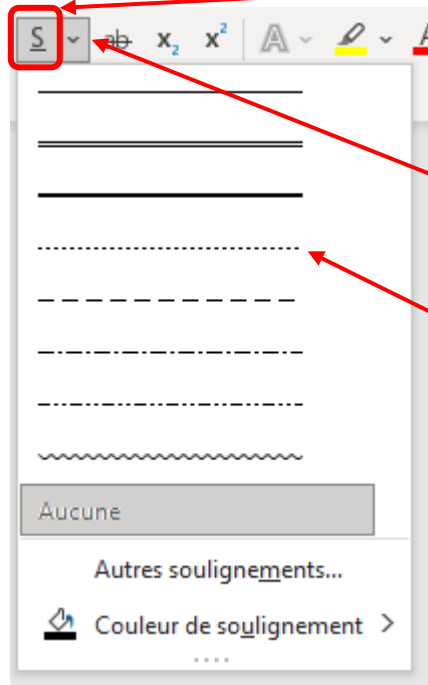 S ab x₂ x² A A
Aucune
Autres soulignements...
Couleur de soulignement